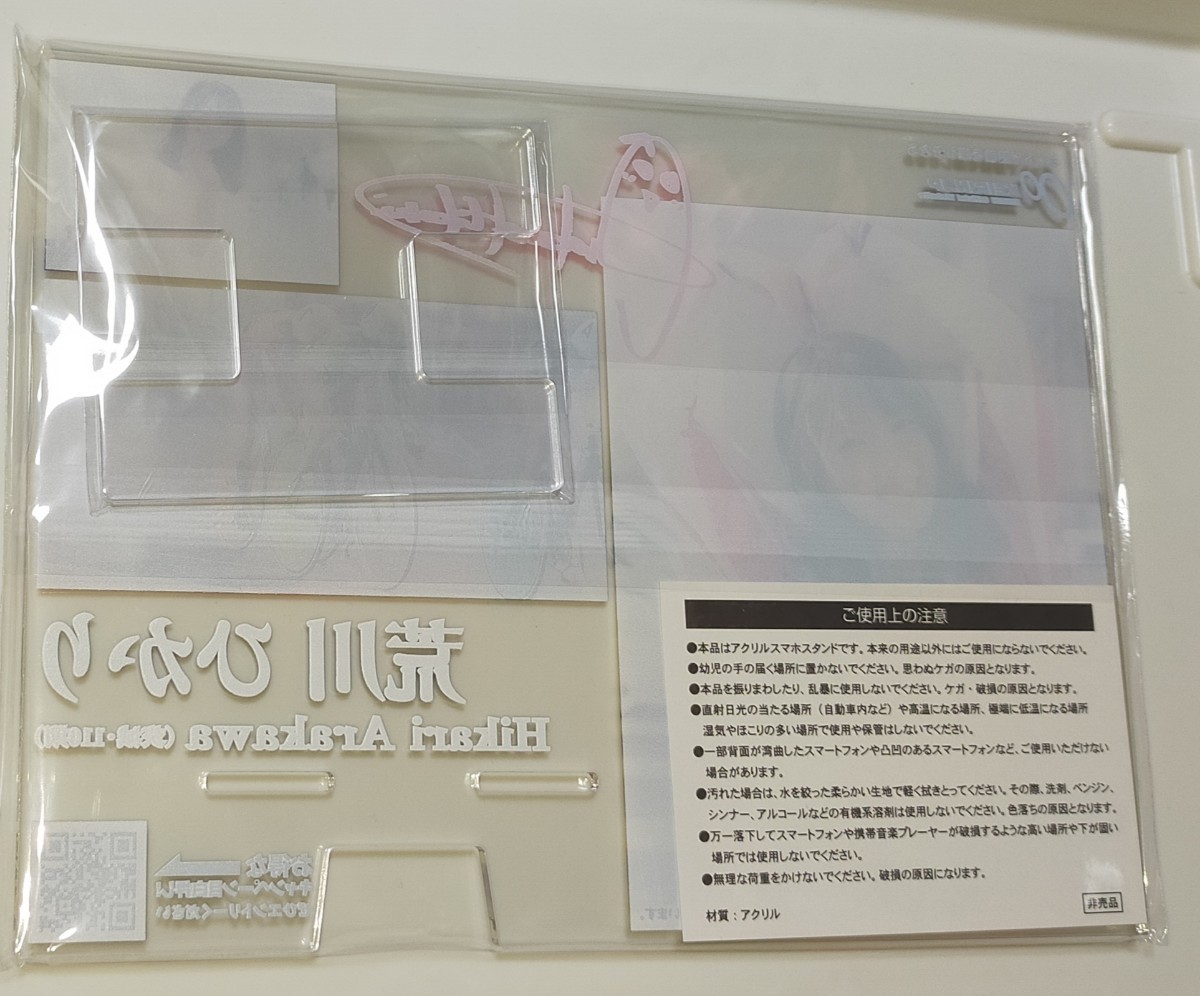 荒川 ひかり
Hikari Arakawa
お得な
キャンペーン
ご使用上の注意
●本品はアクリルスマホスタンドです。本来の用途以外にはご使用にならないでください。
●幼児の手の届く場所に置かないでください。思わぬケガの原因となります。
●本品を振りまわしたり、乱暴に使用しないでください。ケガ・破損の原因となります。
●直射日光の当たる場所（自動車内など）や高温になる場所、極端に低温になる場所
湿気やほこりの多い場所で使用や保管はしないでください。
●一部背面が湾曲したスマートフォンや凸凹のあるスマートフォンなど、ご使用いただけない
場合があります。
●汚れた場合は、水を絞った柔らかい生地で軽く拭きとってください。その際、洗剤、ベンジン、
シンナー、アルコールなどの有機系溶剤は使用しないでください。色落ちの原因となります。
●万一落下してスマートフォンや携帯音楽プレーヤーが破損するような高い場所や下が固い
場所では使用しないでください。
●無理な荷重をかけないでください。破損の原因になります。
材質：アクリル
非売品